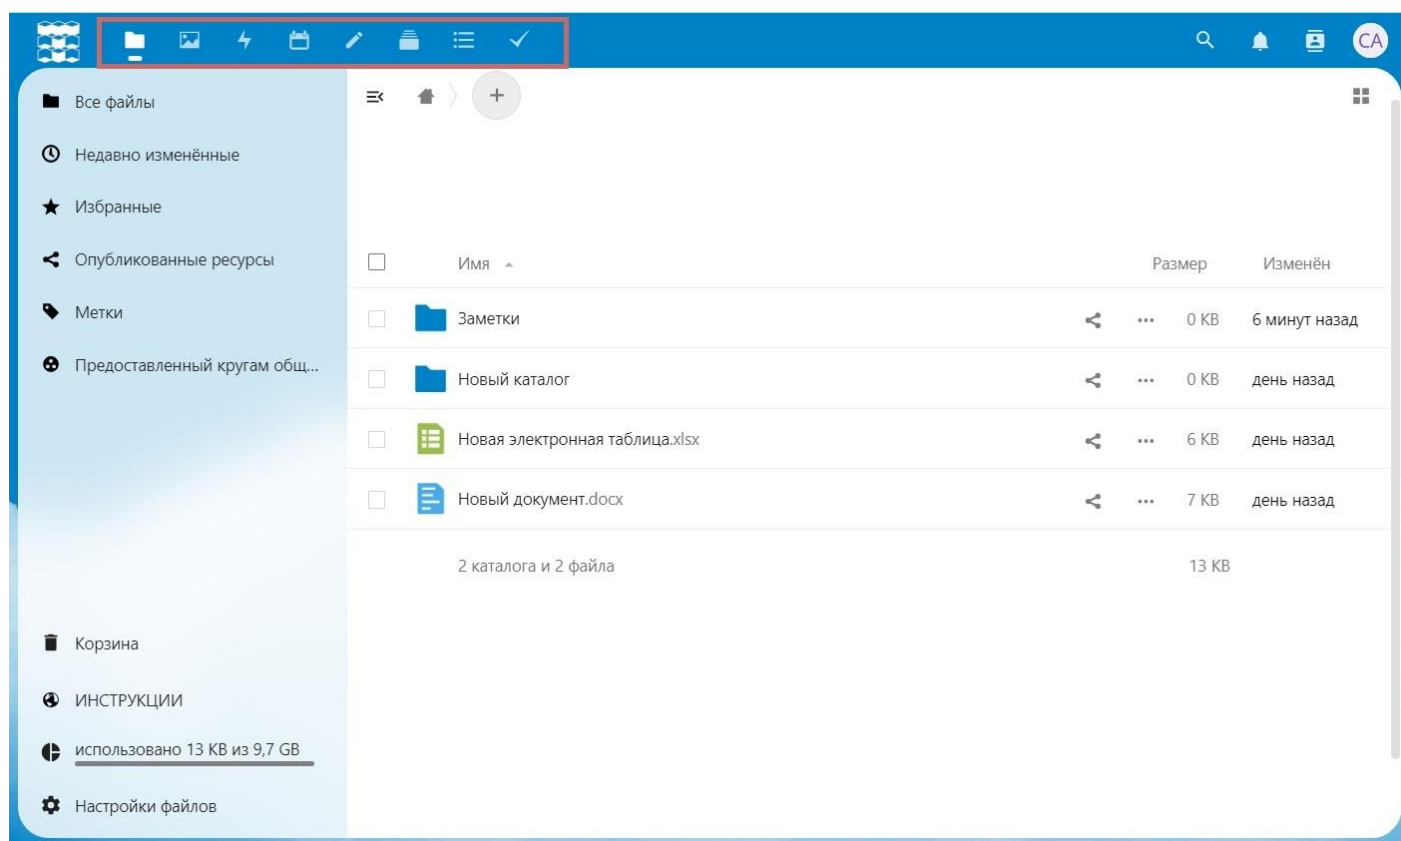 CA
Все файлы
Недавно изменённые
Избранные
Опубликованные ресурсы
Метки
Предоставленный кругам общ...
Корзина
ИНСТРУКЦИИ
использовано 13 KB из 9,7 GB
Настройки файлов
Имя Размер Изменён
Заметки 0 KB 6 минут назад
Новый каталог 0 KB день назад
Новая электронная таблица.xlsx 6 KB день назад
Новый документ.docx 7 KB день назад
2 каталога и 2 файла 13 KB